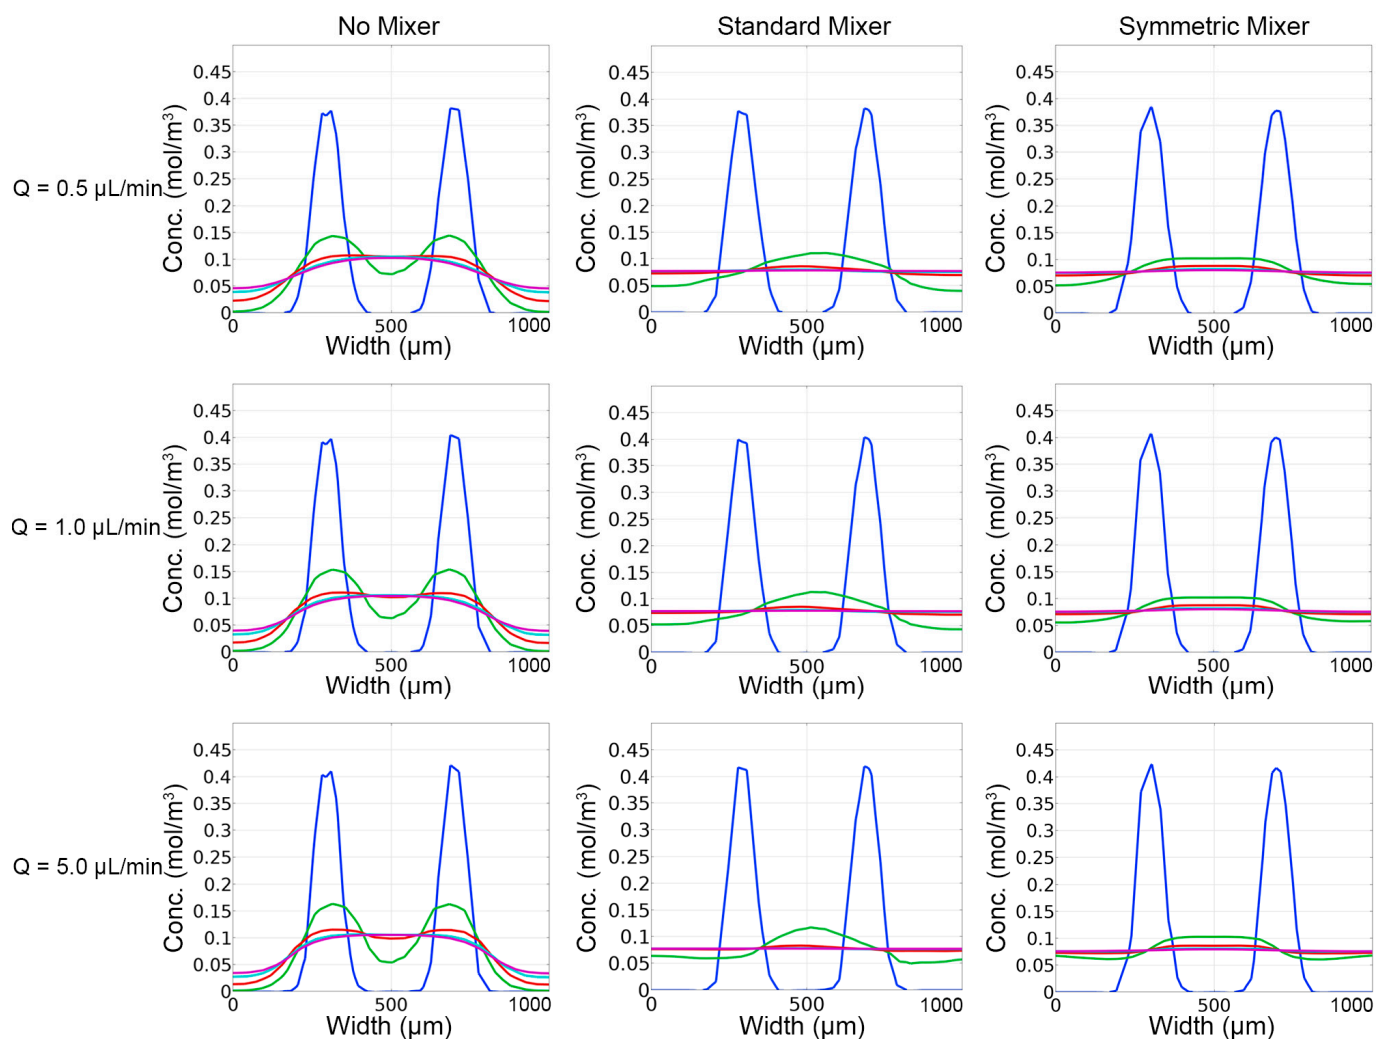 No Mixer
Standard Mixer
Symmetric Mixer
Q = 0.5 µL/min
Conc. (mol/m³)
0.45
0.4
0.35
0.3
0.25
0.2
0.15
0.1
0.05
0
0 500 1000
Width (µm)
Conc. (mol/m³)
0.45
0.4
0.35
0.3
0.25
0.2
0.15
0.1
0.05
0
0 500 1000
Width (µm)
Conc. (mol/m³)
0.45
0.4
0.35
0.3
0.25
0.2
0.15
0.1
0.05
0
0 500 1000
Width (µm)
Q = 1.0 µL/min
Conc. (mol/m³)
0.45
0.4
0.35
0.3
0.25
0.2
0.15
0.1
0.05
0
0 500 1000
Width (µm)
Conc. (mol/m³)
0.45
0.4
0.35
0.3
0.25
0.2
0.15
0.1
0.05
0
0 500 1000
Width (µm)
Conc. (mol/m³)
0.45
0.4
0.35
0.3
0.25
0.2
0.15
0.1
0.05
0
0 500 1000
Width (µm)
Q = 5.0 µL/min
Conc. (mol/m³)
0.45
0.4
0.35
0.3
0.25
0.2
0.15
0.1
0.05
0
0 500 1000
Width (µm)
Conc. (mol/m³)
0.45
0.4
0.35
0.3
0.25
0.2
0.15
0.1
0.05
0
0 500 1000
Width (µm)
Conc. (mol/m³)
0.45
0.4
0.35
0.3
0.25
0.2
0.15
0.1
0.05
0
0 500 1000
Width (µm)